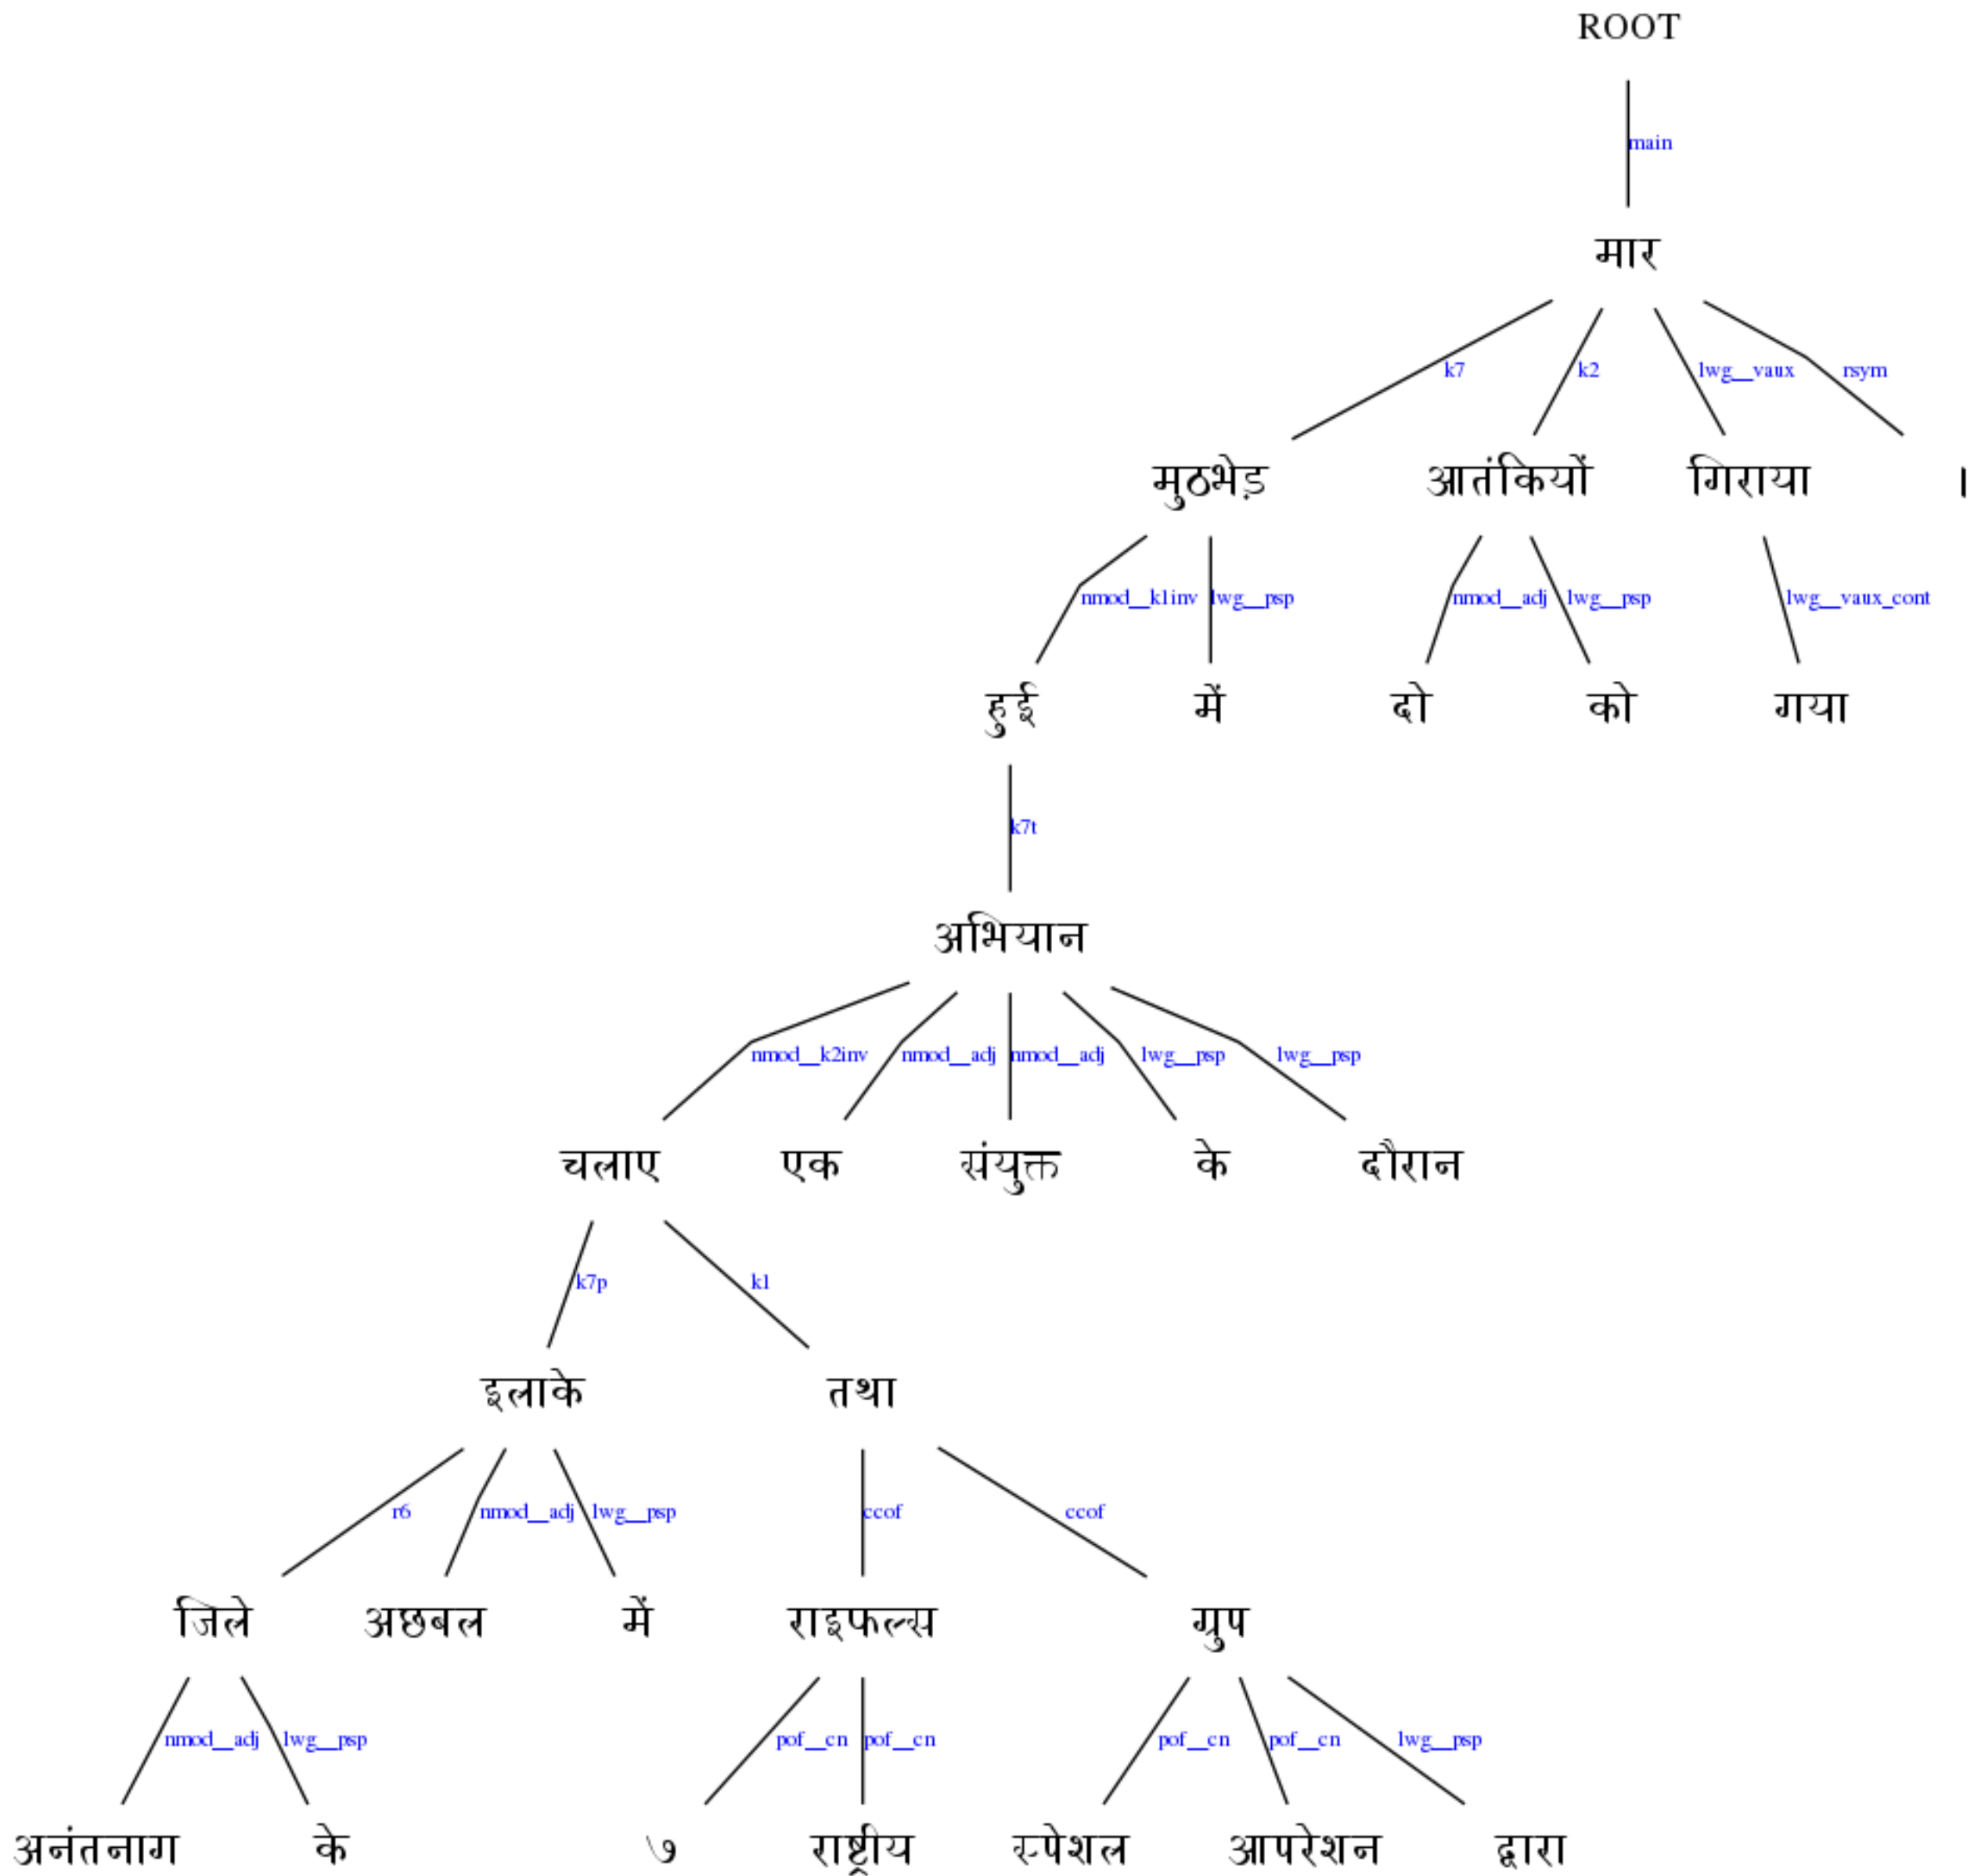 ROOT
main
मार
k7 k2 lwg__vaux rsym
मुठभेड़ आतंकियों गिराया ।
nmod__k1inv lwg__psp nmod__adj lwg__psp lwg__vaux_cont
हुई में दो को गया
k7t
अभियान
nmod__k2inv nmod__adj nmod__adj lwg__psp lwg__psp
चलाए एक संयुक्त के दौरान
k7p k1
इलाके तथा
r6 nmod__adj lwg__psp ccof ccof
जिले अछबल में राइफल्स ग्रुप
nmod__adj lwg__psp pof__cn pof__cn pof__cn pof__cn lwg__psp
अनंतनाग के ७ राष्ट्रीय स्पेशल आपरेशन द्वारा